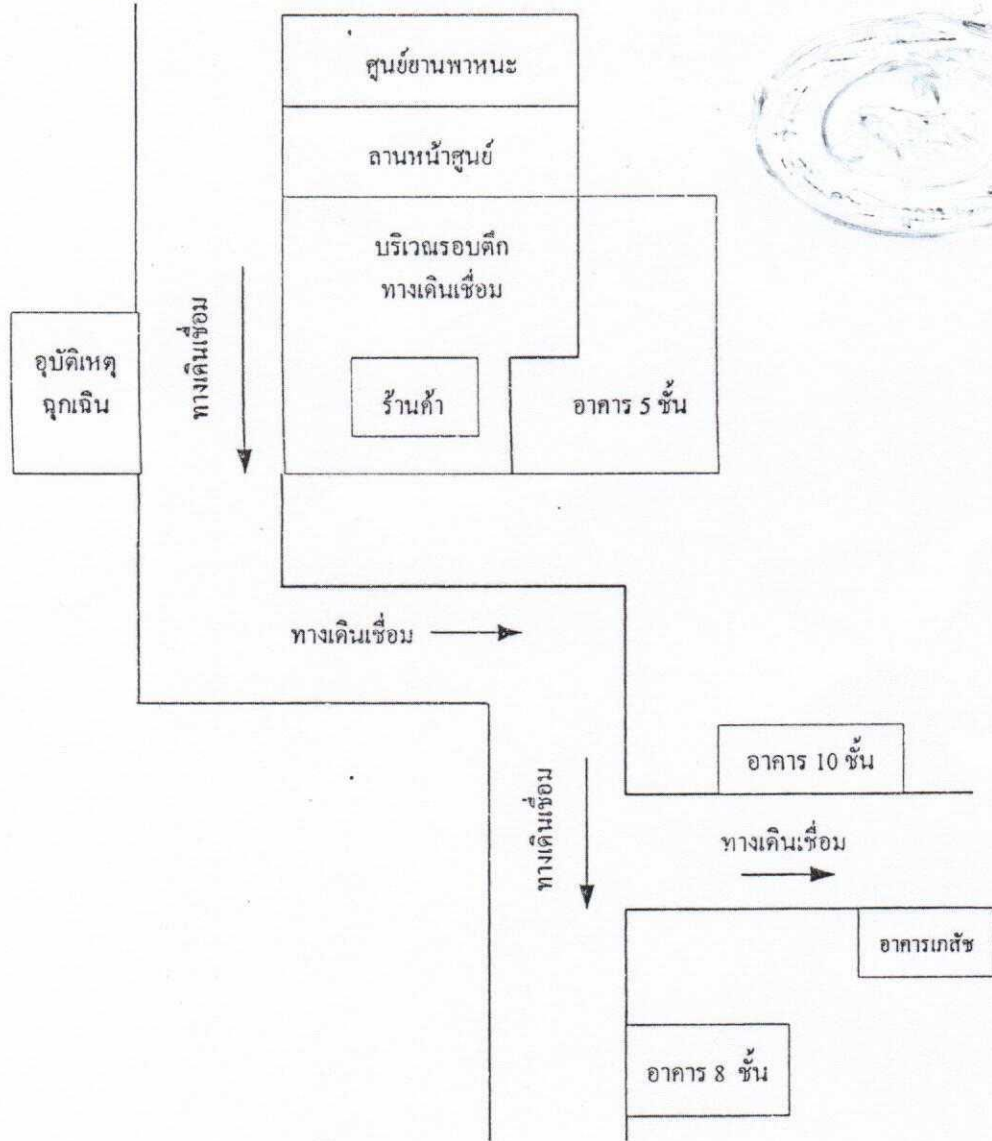 ศูนย์ยานพาหนะ
ลานหน้าศูนย์
บริเวณรอบตึก
ทางเดินเชื่อม
ทางเดินเชื่อม
อุบัติเหตุ
ฉุกเฉิน
ร้านค้า
อาคาร 5 ชั้น
ทางเดินเชื่อม
อาคาร 10 ชั้น
ทางเดินเชื่อม
ทางเดินเชื่อม
อาคารเภสัช
อาคาร 8 ชั้น